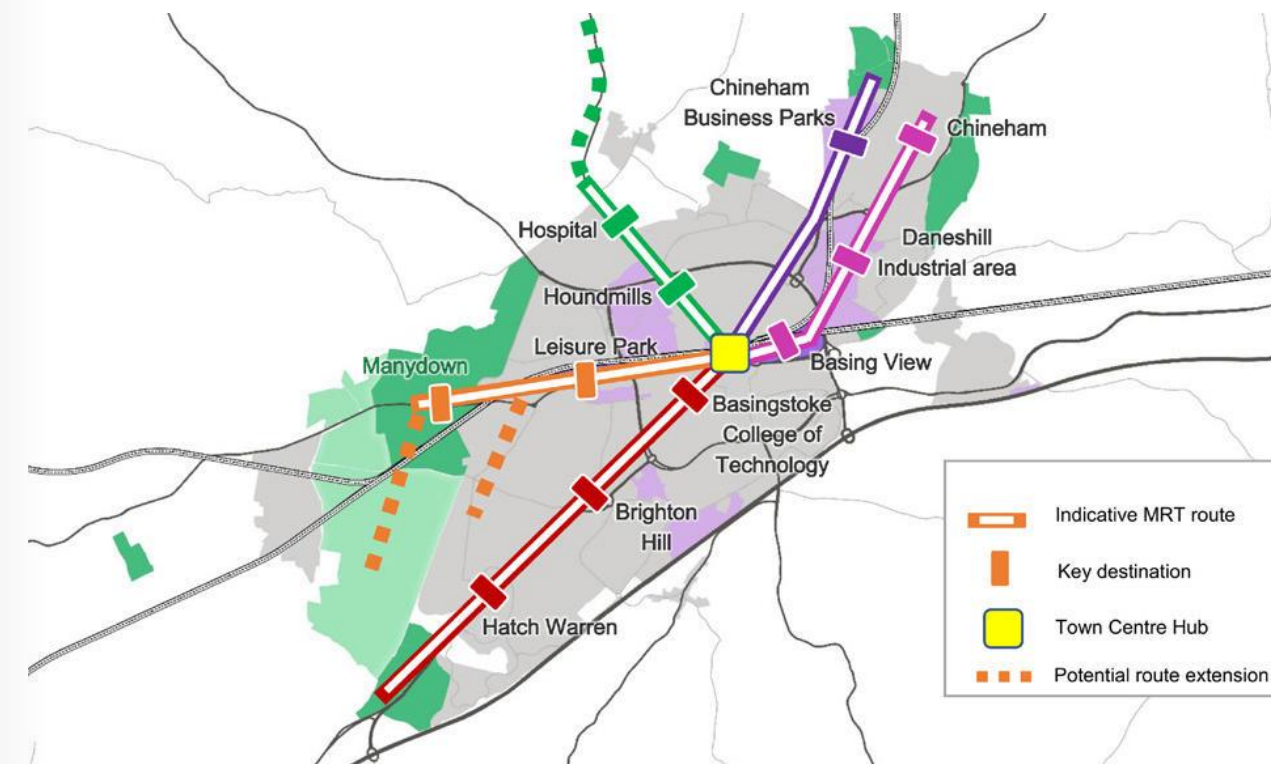 Chineham
Business Parks
Chineham
Hospital
Daneshill
Industrial area
Houndmills
Leisure Park
Manydown
Basing View
Basingstoke
College of
Technology
Brighton
Hill
Hatch Warren
Indicative MRT route
Key destination
Town Centre Hub
Potential route extension